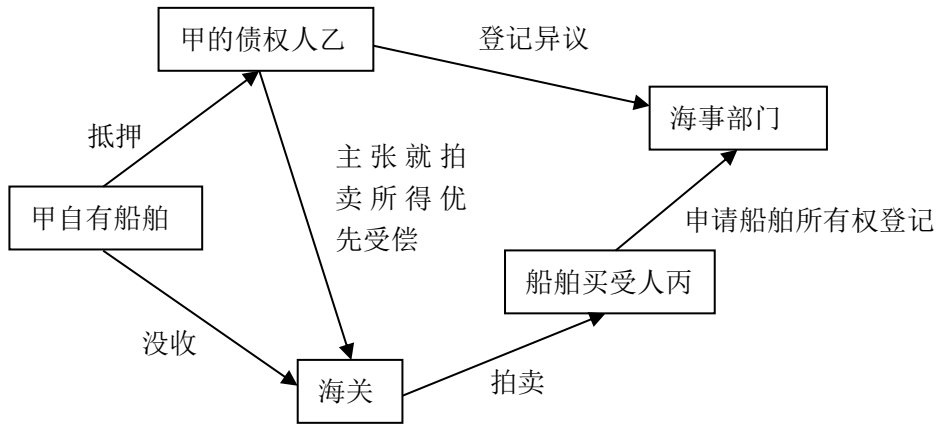 甲的债权人乙
登记异议
海事部门
抵押
主张就拍
卖所得优
先受偿
甲自有船舶
申请船舶所有权登记
船舶买受人丙
没收
海关
拍卖